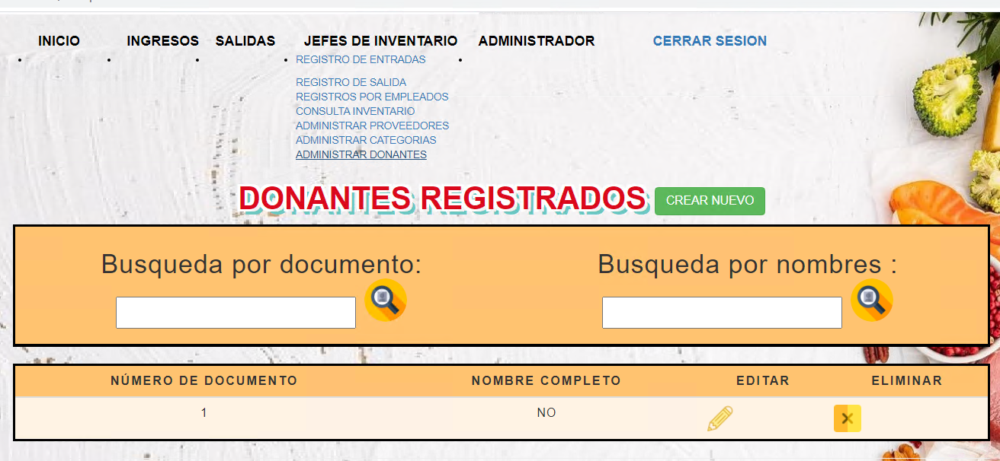 INICIO INGRESOS SALIDAS JEFES DE INVENTARIO ADMINISTRADOR CERRAR SESION
REGISTRO DE ENTRADAS
REGISTRO DE SALIDA
REGISTROS POR EMPLEADOS
CONSULTA INVENTARIO
ADMINISTRAR PROVEEDORES
ADMINISTRAR CATEGORIAS
ADMINISTRAR DONANTES
DONANTES REGISTRADOS CREAR NUEVO
Busqueda por documento: Busqueda por nombres :
NÚMERO DE DOCUMENTO NOMBRE COMPLETO EDITAR ELIMINAR
1 NO